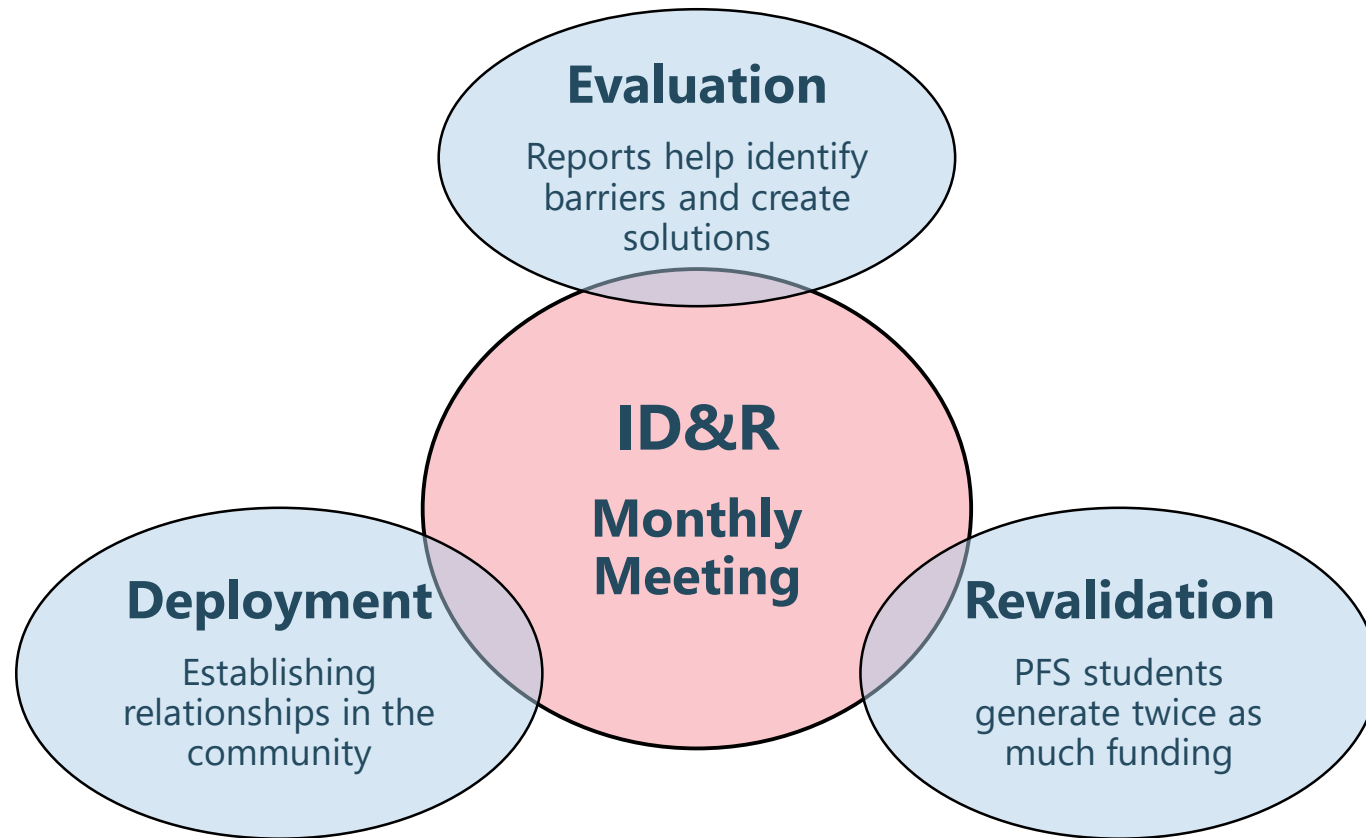 Evaluation
Reports help identify
barriers and create
solutions
ID&R
Monthly
Meeting
Deployment
Establishing
relationships in the
community
Revalidation
PFS students
generate twice as
much funding